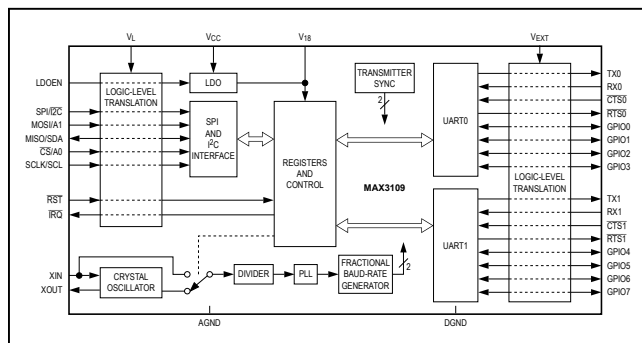 VL
VCC
V18
VEXT
LDOEN
SPI/I2C
MOSI/A1
MISO/SDA
CS/A0
SCLK/SCL
RST
IRQ
XIN
XOUT
LOGIC-LEVEL
TRANSLATION
LDO
SPI
AND
I2C
INTERFACE
REGISTERS
AND
CONTROL
TRANSMITTER
SYNC
2
MAX3109
CRYSTAL
OSCILLATOR
DIVIDER
PLL
FRACTIONAL
BAUD-RATE
GENERATOR
2
UART0
UART1
LOGIC-LEVEL
TRANSLATION
TX0
RX0
CTS0
RTS0
GPIO0
GPIO1
GPIO2
GPIO3
TX1
RX1
CTS1
RTS1
GPIO4
GPIO5
GPIO6
GPIO7
AGND
DGND